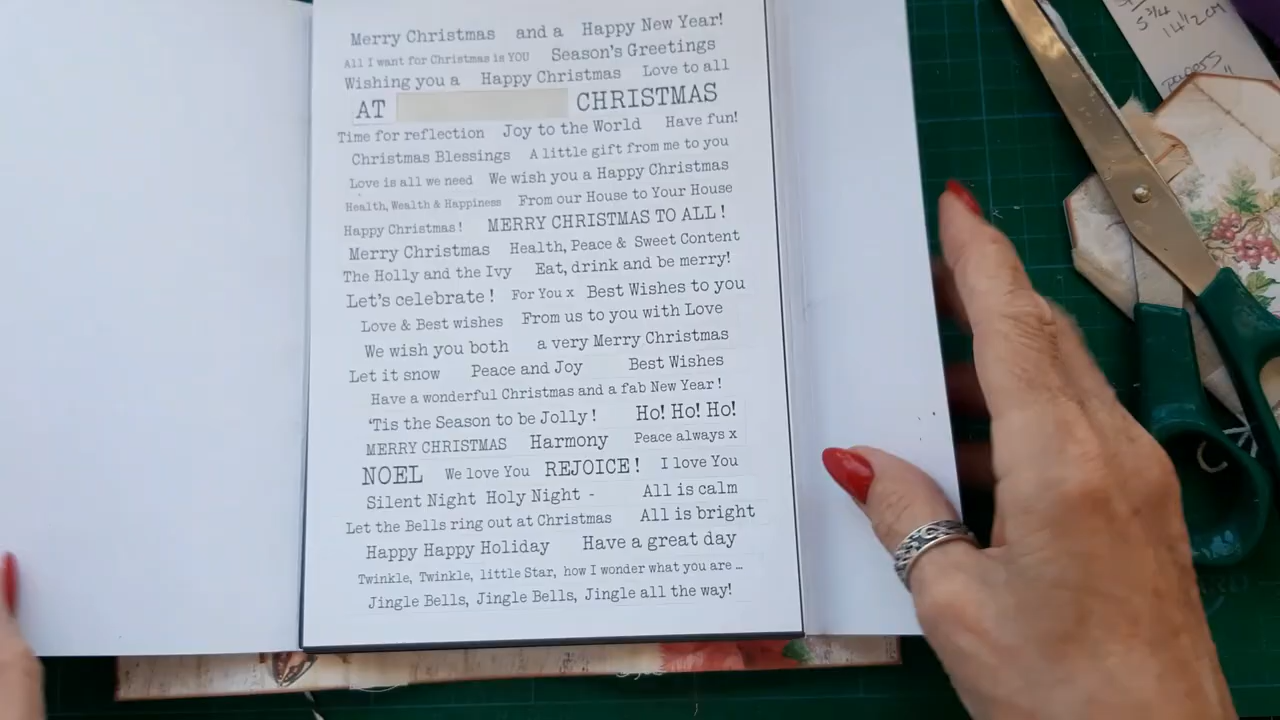 Merry Christmas and a Happy New Year!
All I want for Christmas is YOU Season's Greetings
Wishing you a Happy Christmas Love to all
AT CHRISTMAS
Time for reflection Joy to the World Have fun!
Christmas Blessings A little gift from me to you
Love is all we need We wish you a Happy Christmas
Health, Wealth & Happiness From our House to Your House
Happy Christmas! MERRY CHRISTMAS TO ALL!
Merry Christmas Health, Peace & Sweet Content
The Holly and the Ivy Eat, drink and be merry!
Let's celebrate! For You x Best Wishes to you
Love & Best wishes From us to you with Love
We wish you both a very Merry Christmas
Let it snow Peace and Joy Best Wishes
Have a wonderful Christmas and a fab New Year!
'Tis the Season to be Jolly! Ho! Ho! Ho!
MERRY CHRISTMAS Harmony Peace always x
NOEL We love You REJOICE! I love You
Silent Night Holy Night - All is calm
Let the Bells ring out at Christmas All is bright
Happy Happy Holiday Have a great day
Twinkle, Twinkle, little Star, how I wonder what you are ...
Jingle Bells, Jingle Bells, Jingle all the way!
5 3/4
14 1/2 CM